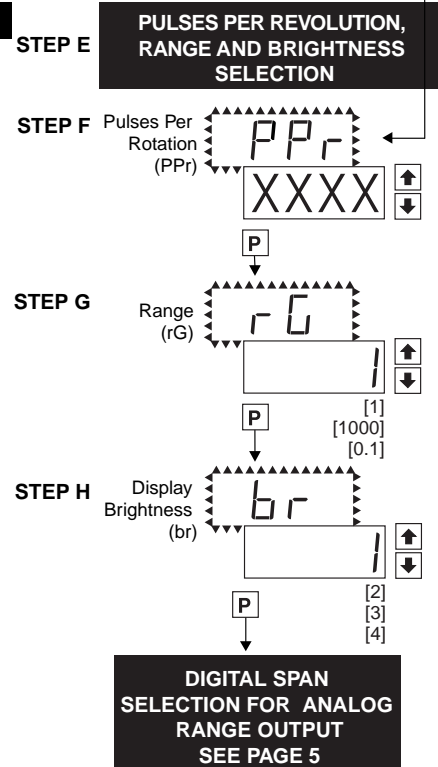 STEP E
PULSES PER REVOLUTION,
RANGE AND BRIGHTNESS
SELECTION
STEP F
Pulses Per
Rotation
(PPr)
PPr
XXXX
P
STEP G
Range
(rG)
rG
1
[1]
[1000]
[0.1]
P
STEP H
Display
Brightness
(br)
br
1
[2]
[3]
[4]
P
DIGITAL SPAN
SELECTION FOR ANALOG
RANGE OUTPUT
SEE PAGE 5